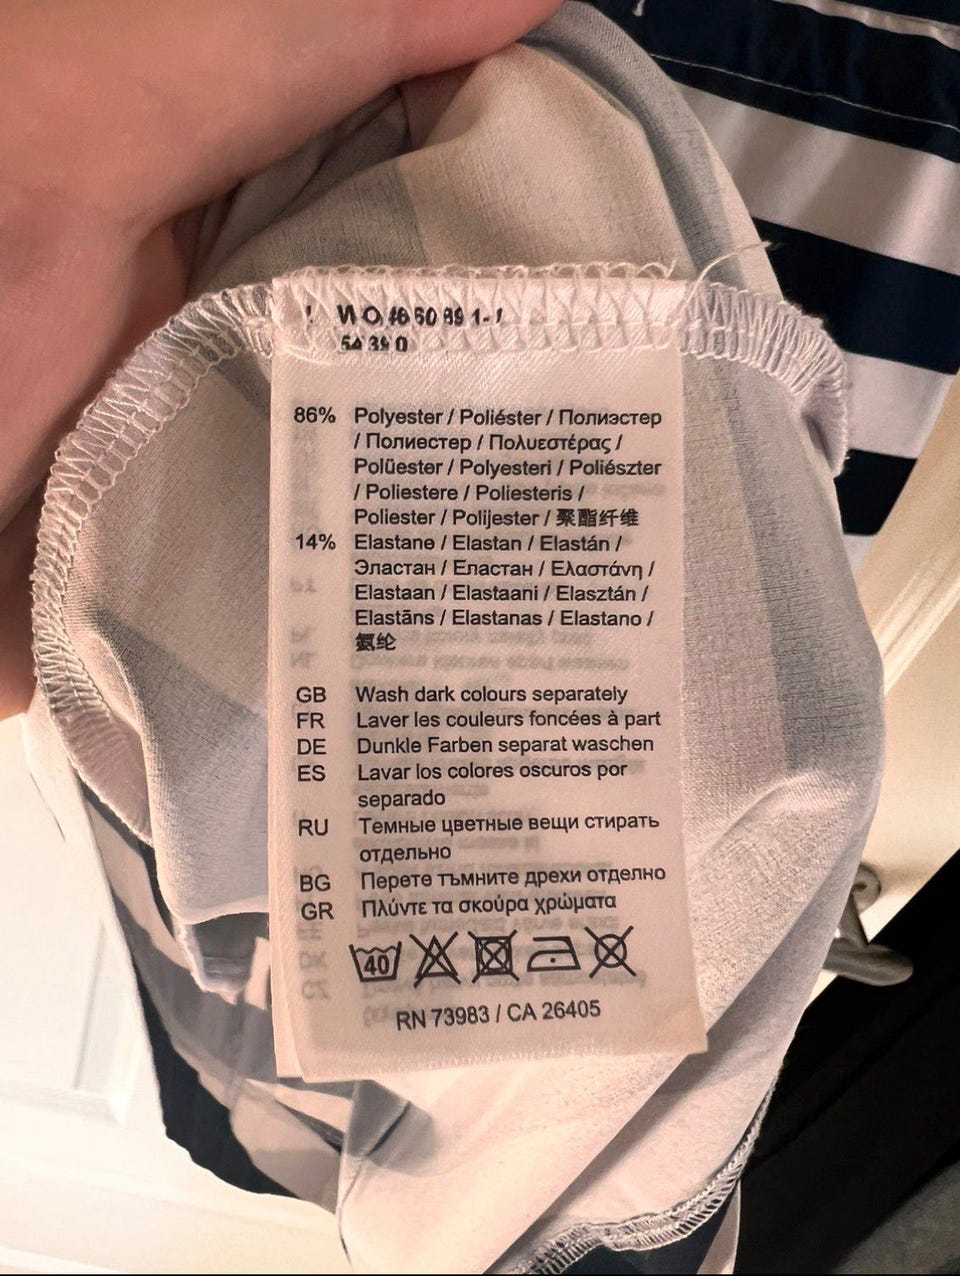 86% Polyester / Poliéster / Полиэстер
/ Полиестер / Πολυεστέρας /
Polüester / Polyesteri / Poliészter
/ Poliestere / Poliesteris /
Poliester / Polijester / 聚酯纤维
14% Elastane / Elastan / Elastán /
Эластан / Еластан / Ελαστάνη /
Elastaan / Elastaani / Elasztán /
Elastāns / Elastanas / Elastano /
氨纶
GB Wash dark colours separately
FR Laver les couleurs foncées à part
DE Dunkle Farben separat waschen
ES Lavar los colores oscuros por
separado
RU Темные цветные вещи стирать
отдельно
BG Перете тъмните дрехи отделно
GR Πλύντε τα σκούρα χρώματα
40
RN 73983 / CA 26405